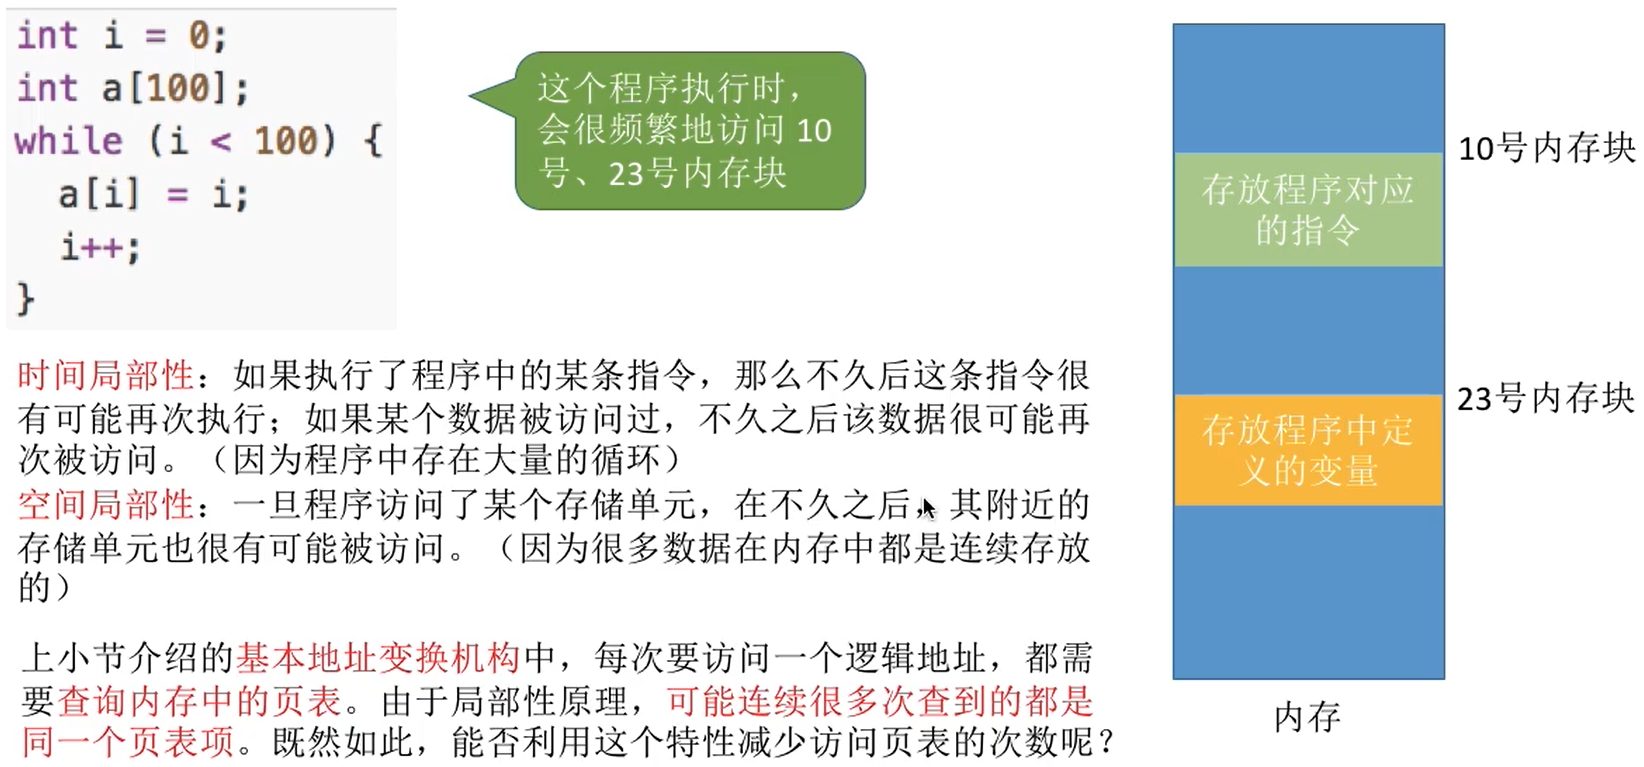 int i = 0;
int a[100];
while (i < 100) {
a[i] = i;
i++;
}
这个程序执行时，
会很频繁地访问 10
号、23号内存块
10号内存块
存放程序对应
的指令
23号内存块
存放程序中定
义的变量
内存
时间局部性：如果执行了程序中的某条指令，那么不久后这条指令很
有可能再次执行；如果某个数据被访问过，不久之后该数据很可能再
次被访问。（因为程序中存在大量的循环）
空间局部性：一旦程序访问了某个存储单元，在不久之后，其附近的
存储单元也很有可能被访问。（因为很多数据在内存中都是连续存放
的）
上小节介绍的基本地址变换机构中，每次要访问一个逻辑地址，都需
要查询内存中的页表。由于局部性原理，可能连续很多次查到的都是
同一个页表项。既然如此，能否利用这个特性减少访问页表的次数呢？